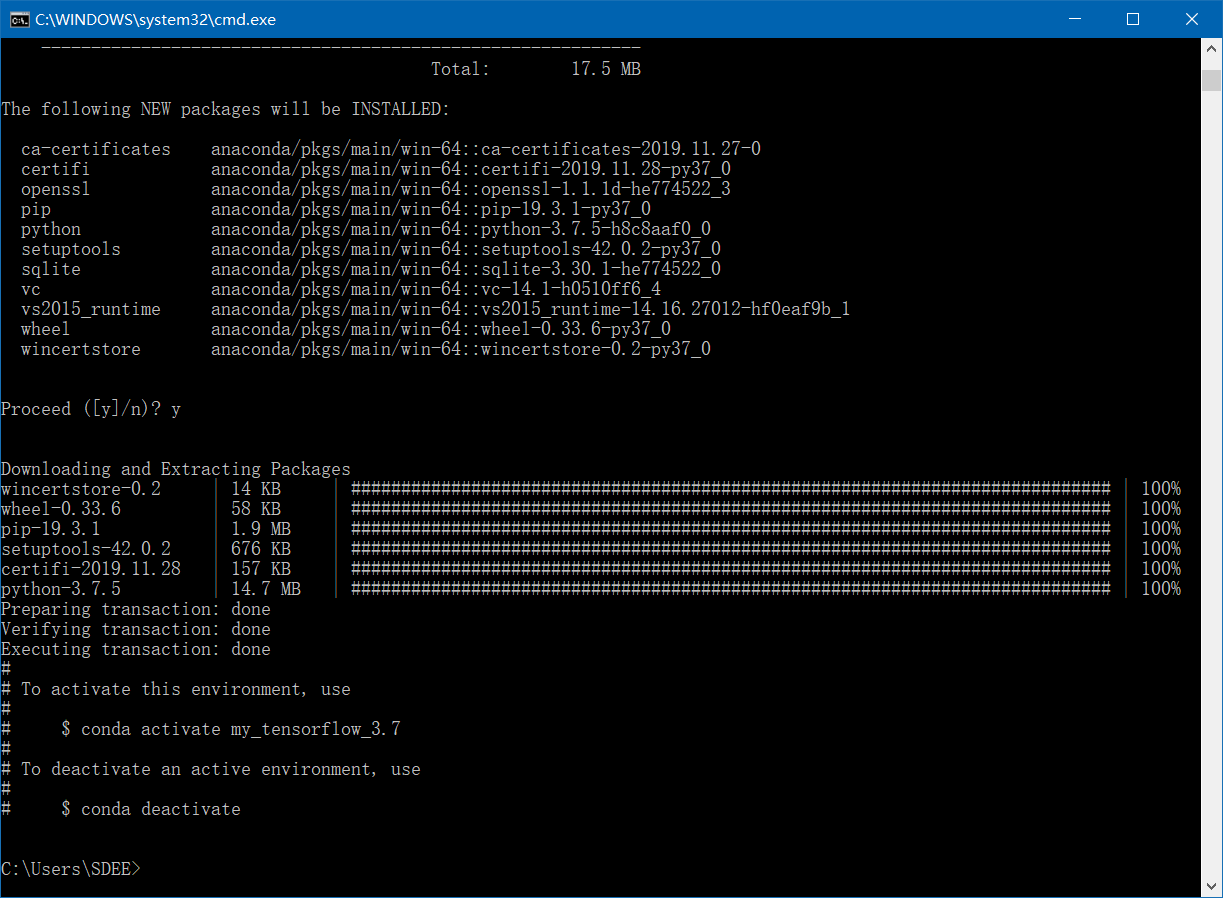 C:\WINDOWS\system32\cmd.exe
------------------------------------------------------------
Total: 17.5 MB
The following NEW packages will be INSTALLED:
ca-certificates anaconda/pkgs/main/win-64::ca-certificates-2019.11.27-0
certifi anaconda/pkgs/main/win-64::certifi-2019.11.28-py37_0
openssl anaconda/pkgs/main/win-64::openssl-1.1.1d-he774522_3
pip anaconda/pkgs/main/win-64::pip-19.3.1-py37_0
python anaconda/pkgs/main/win-64::python-3.7.5-h8c8aaf0_0
setuptools anaconda/pkgs/main/win-64::setuptools-42.0.2-py37_0
sqlite anaconda/pkgs/main/win-64::sqlite-3.30.1-he774522_0
vc anaconda/pkgs/main/win-64::vc-14.1-h0510ff6_4
vs2015_runtime anaconda/pkgs/main/win-64::vs2015_runtime-14.16.27012-hf0eaf9b_1
wheel anaconda/pkgs/main/win-64::wheel-0.33.6-py37_0
wincertstore anaconda/pkgs/main/win-64::wincertstore-0.2-py37_0
Proceed ([y]/n)? y
Downloading and Extracting Packages
wincertstore-0.2 | 14 KB | ############################################################################ | 100%
wheel-0.33.6 | 58 KB | ############################################################################ | 100%
pip-19.3.1 | 1.9 MB | ############################################################################ | 100%
setuptools-42.0.2 | 676 KB | ############################################################################ | 100%
certifi-2019.11.28 | 157 KB | ############################################################################ | 100%
python-3.7.5 | 14.7 MB | ############################################################################ | 100%
Preparing transaction: done
Verifying transaction: done
Executing transaction: done
#
# To activate this environment, use
#
# $ conda activate my_tensorflow_3.7
#
# To deactivate an active environment, use
#
# $ conda deactivate
C:\Users\SDEE>